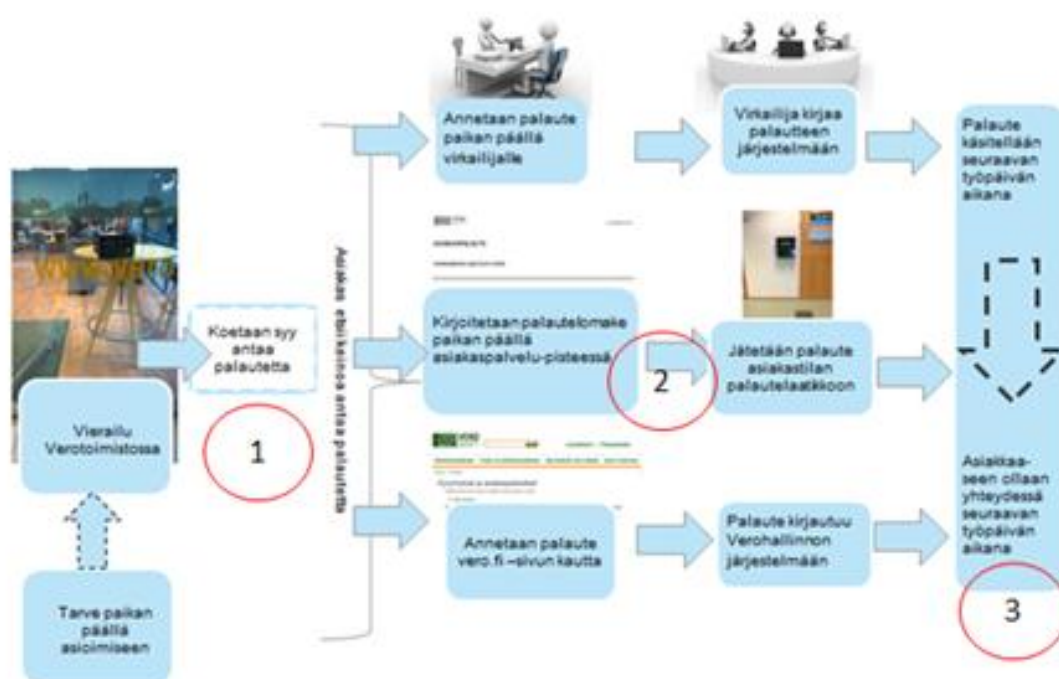 Annetaan palaute
paikan päällä
virkailijalle
Virkailija kirjaa
palautteen
järjestelmään
Palaute
käsitellään
seuraavan
työpäivän
aikana
Koetaan syy
antaa
palautetta
Asiakas etsii keinoa antaa palautetta
Kirjoitetaan palautelomake
paikan päällä
asiakaspalvelu-pisteessä
2
Jätetään palaute
asiakastilan
palautelaatikkoon
Vierailu
Verotoimistossa
1
Annetaan palaute
vero.fi –sivun kautta
Palaute kirjautuu
Verohallinnon
järjestelmään
Asiakkaa-
seen ollaan
yhteydessä
seuraavan
työpäivän
aikana
3
Tarve paikan
päällä
asioimiseen